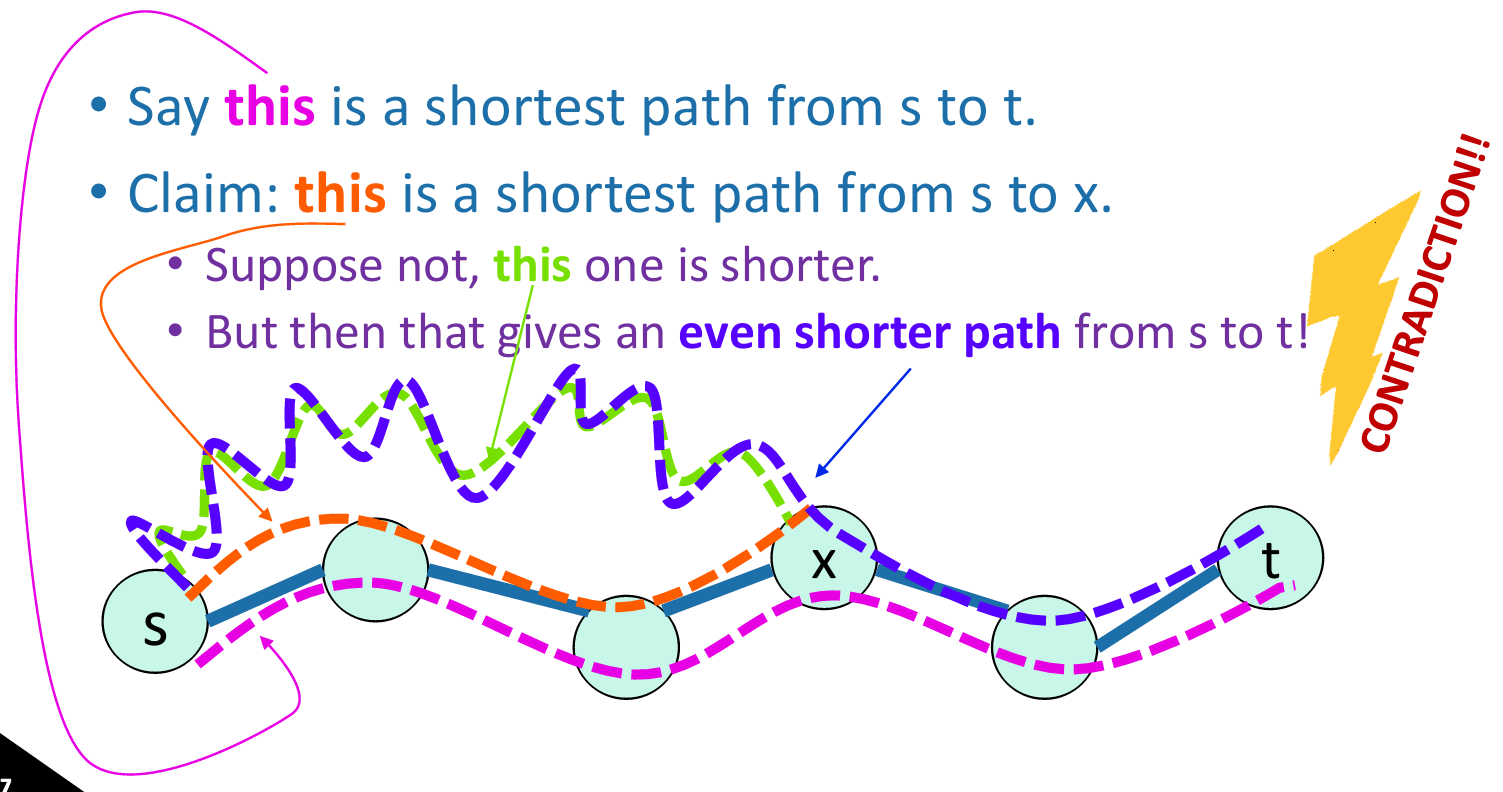 • Say this is a shortest path from s to t.
• Claim: this is a shortest path from s to x.
• Suppose not, this one is shorter.
• But then that gives an even shorter path from s to t!
CONTRADICTION!!
s
x
t
7